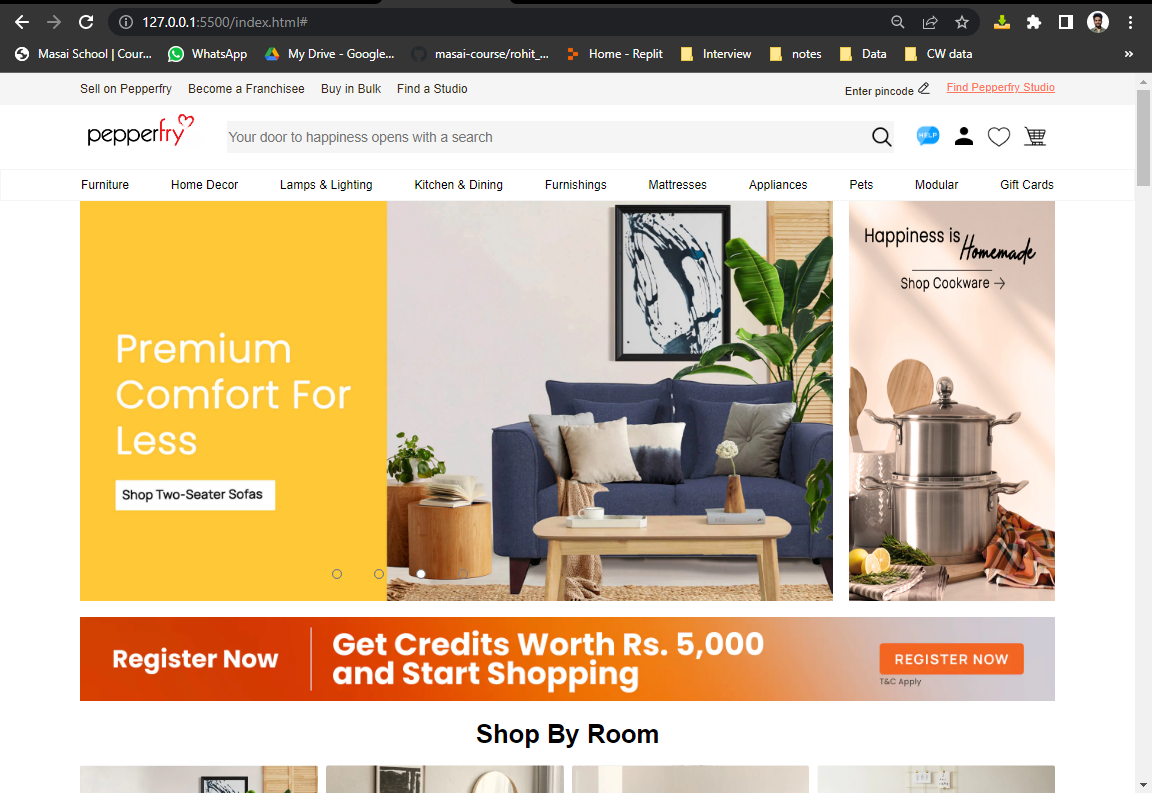 127.0.0.1:5500/index.html#
Masai School | Cour... WhatsApp My Drive - Google... masai-course/rohit_... Home - Replit Interview notes Data CW data »
Sell on Pepperfry Become a Franchisee Buy in Bulk Find a Studio Enter pincode Find Pepperfry Studio
pepperfry Your door to happiness opens with a search HELP
Furniture Home Decor Lamps & Lighting Kitchen & Dining Furnishings Mattresses Appliances Pets Modular Gift Cards
Premium
Comfort For
Less
Shop Two-Seater Sofas
Happiness is
Homemade
Shop Cookware →
Register Now
Get Credits Worth Rs. 5,000
and Start Shopping
REGISTER NOW
T&C Apply
Shop By Room